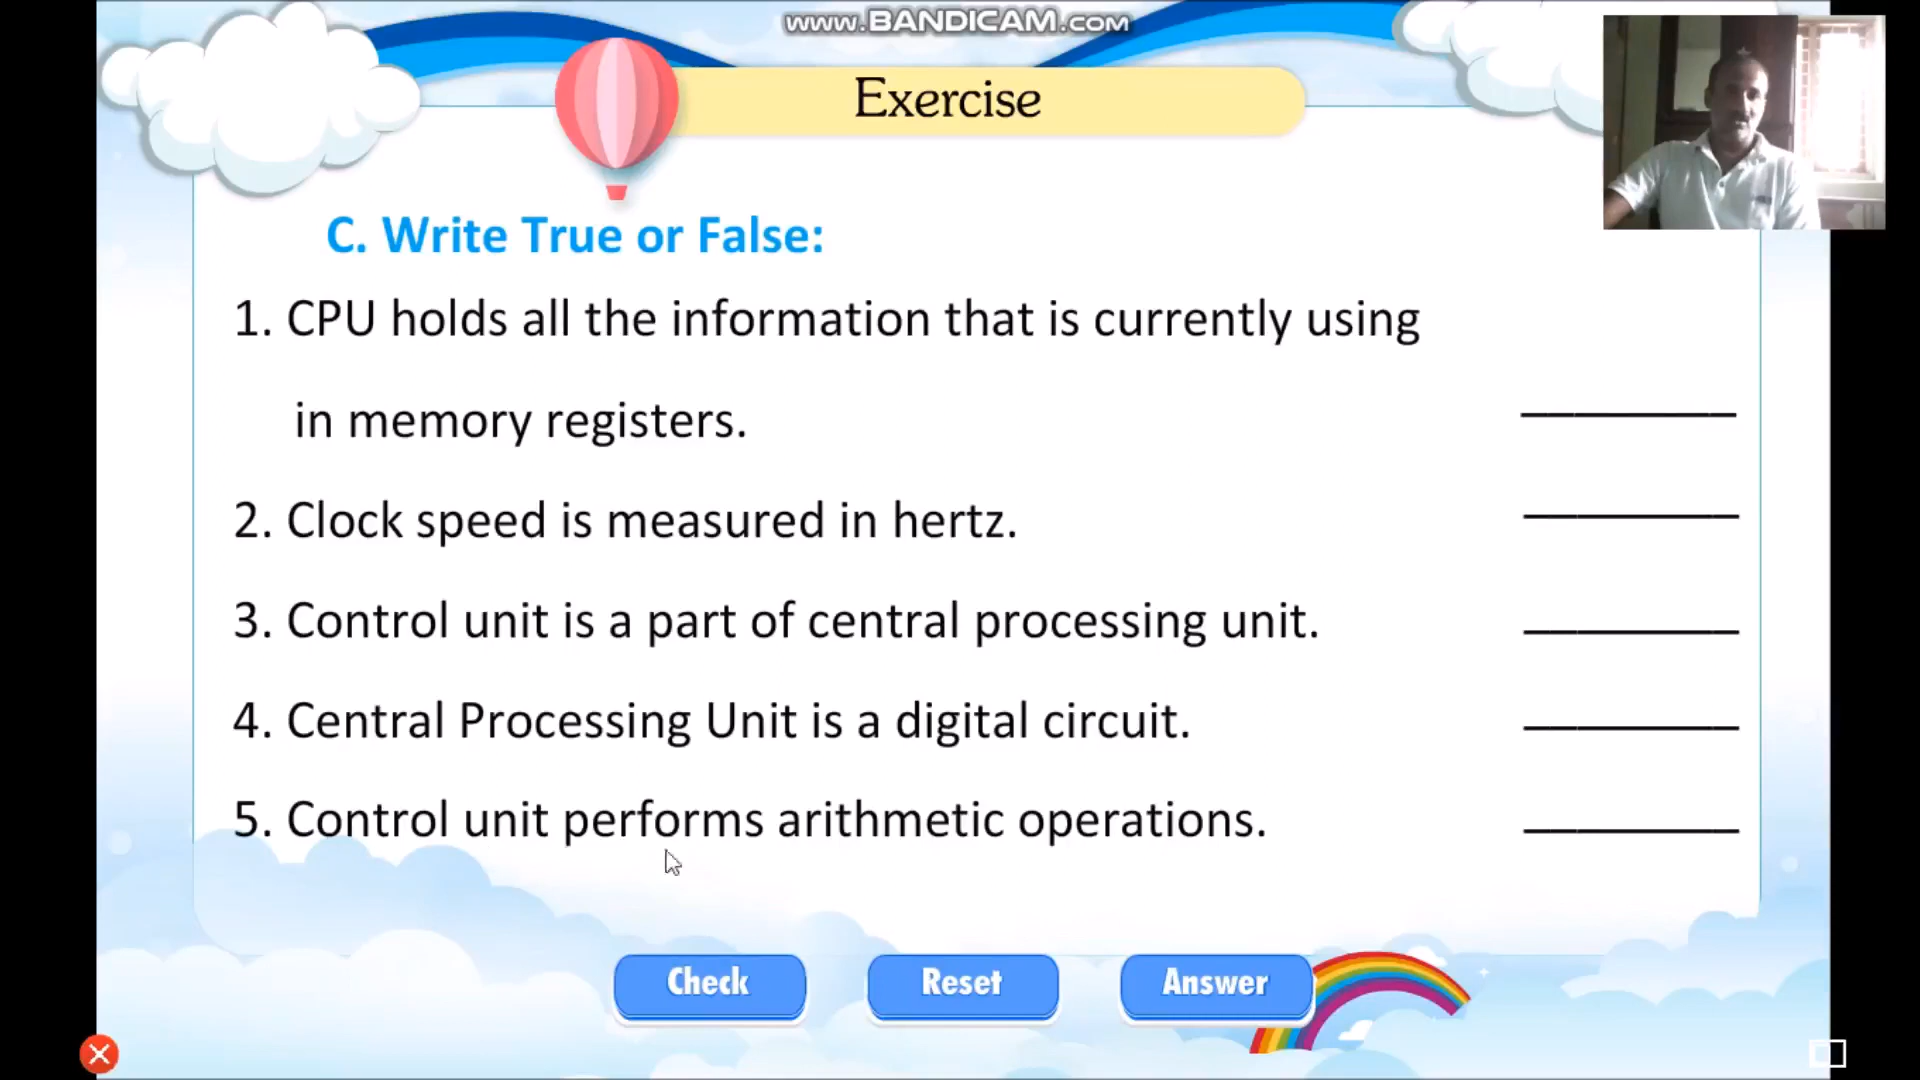 www.BANDICAM.com
Exercise
C. Write True or False:
1. CPU holds all the information that is currently using
in memory registers.
2. Clock speed is measured in hertz.
3. Control unit is a part of central processing unit.
4. Central Processing Unit is a digital circuit.
5. Control unit performs arithmetic operations.
Check Reset Answer